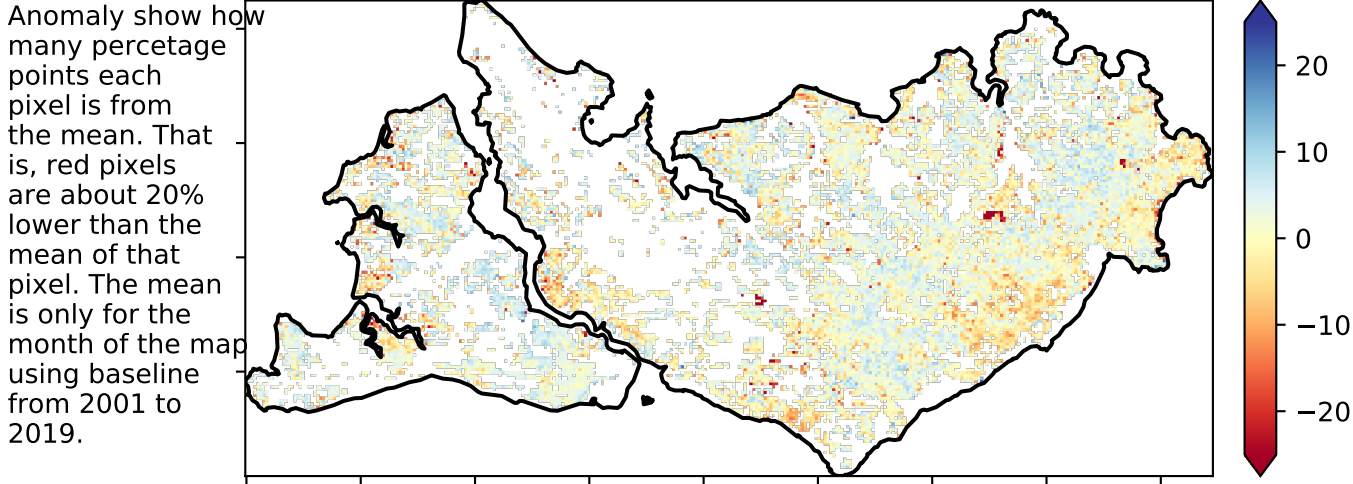 Anomaly show how
many percetage
points each
pixel is from
the mean. That
is, red pixels
are about 20%
lower than the
mean of that
pixel. The mean
is only for the
month of the map
using baseline
from 2001 to
2019.
20
10
0
−10
−20